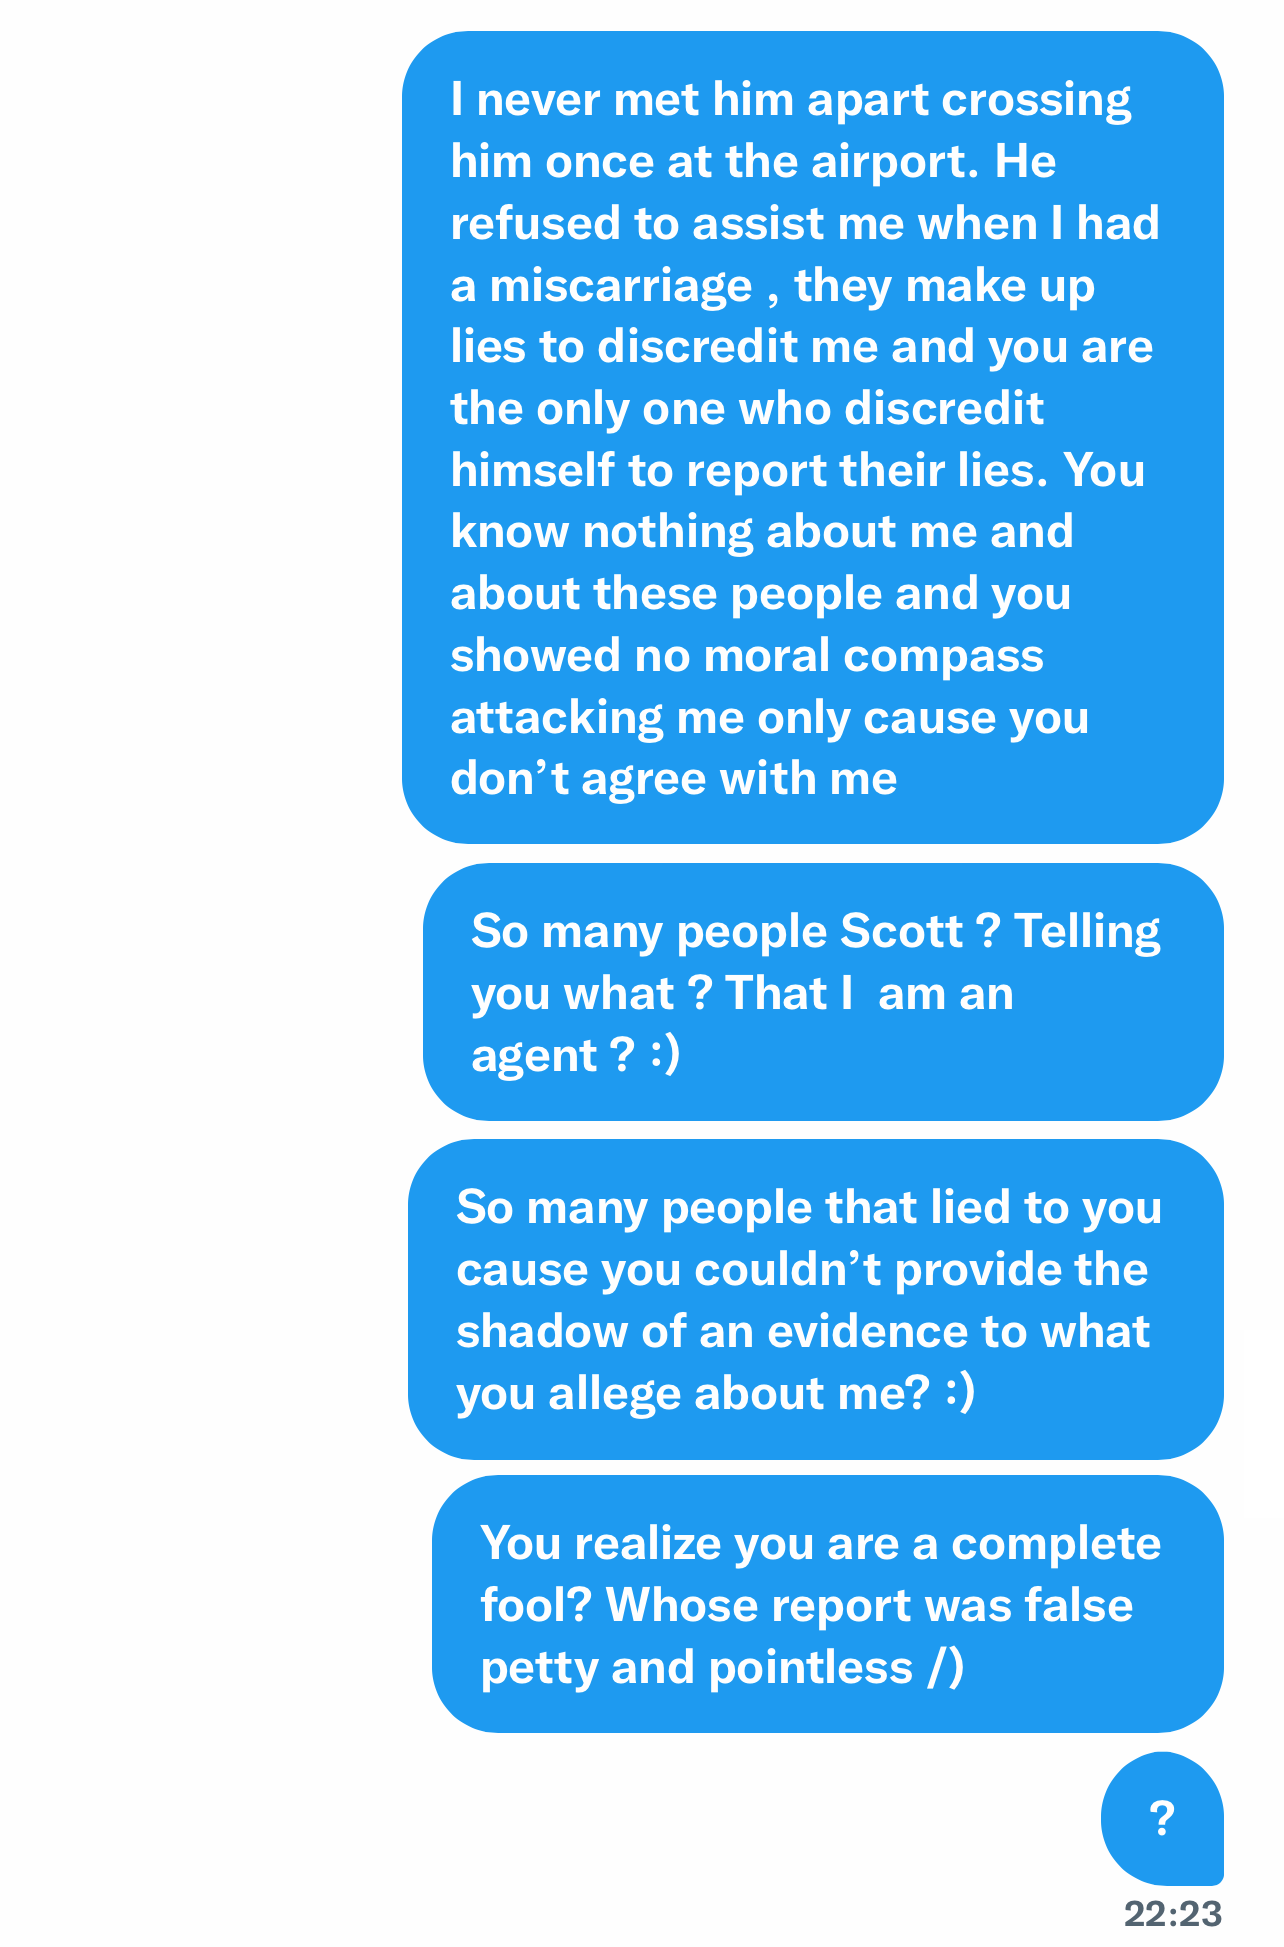 I never met him apart crossing
him once at the airport. He
refused to assist me when I had
a miscarriage , they make up
lies to discredit me and you are
the only one who discredit
himself to report their lies. You
know nothing about me and
about these people and you
showed no moral compass
attacking me only cause you
don’t agree with me
So many people Scott ? Telling
you what ? That I  am an
agent ? :)
So many people that lied to you
cause you couldn’t provide the
shadow of an evidence to what
you allege about me? :)
You realize you are a complete
fool? Whose report was false
petty and pointless /)
?
22:23